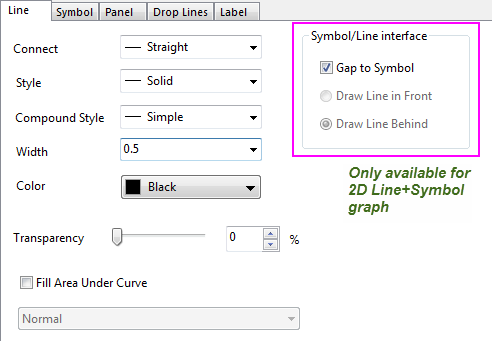 Line Symbol Panel Drop Lines Label
Connect Straight
Style Solid
Compound Style Simple
Width 0.5
Color Black
Transparency 0 %
Fill Area Under Curve
Normal
Symbol/Line interface
Gap to Symbol
Draw Line in Front
Draw Line Behind
Only available for
2D Line+Symbol
graph